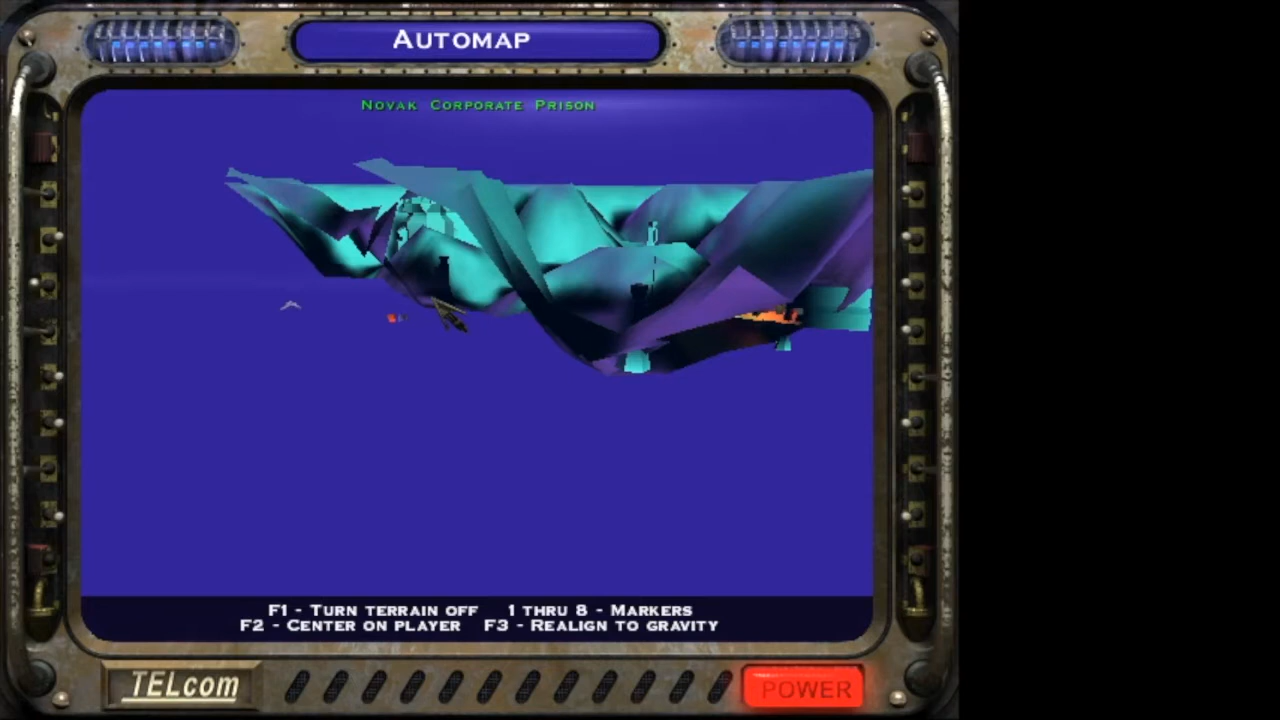 AUTOMAP
NOVAK CORPORATE PRISON
F1 - TURN TERRAIN OFF 1 THRU 8 - MARKERS
F2 - CENTER ON PLAYER F3 - REALIGN TO GRAVITY
TELcom POWER